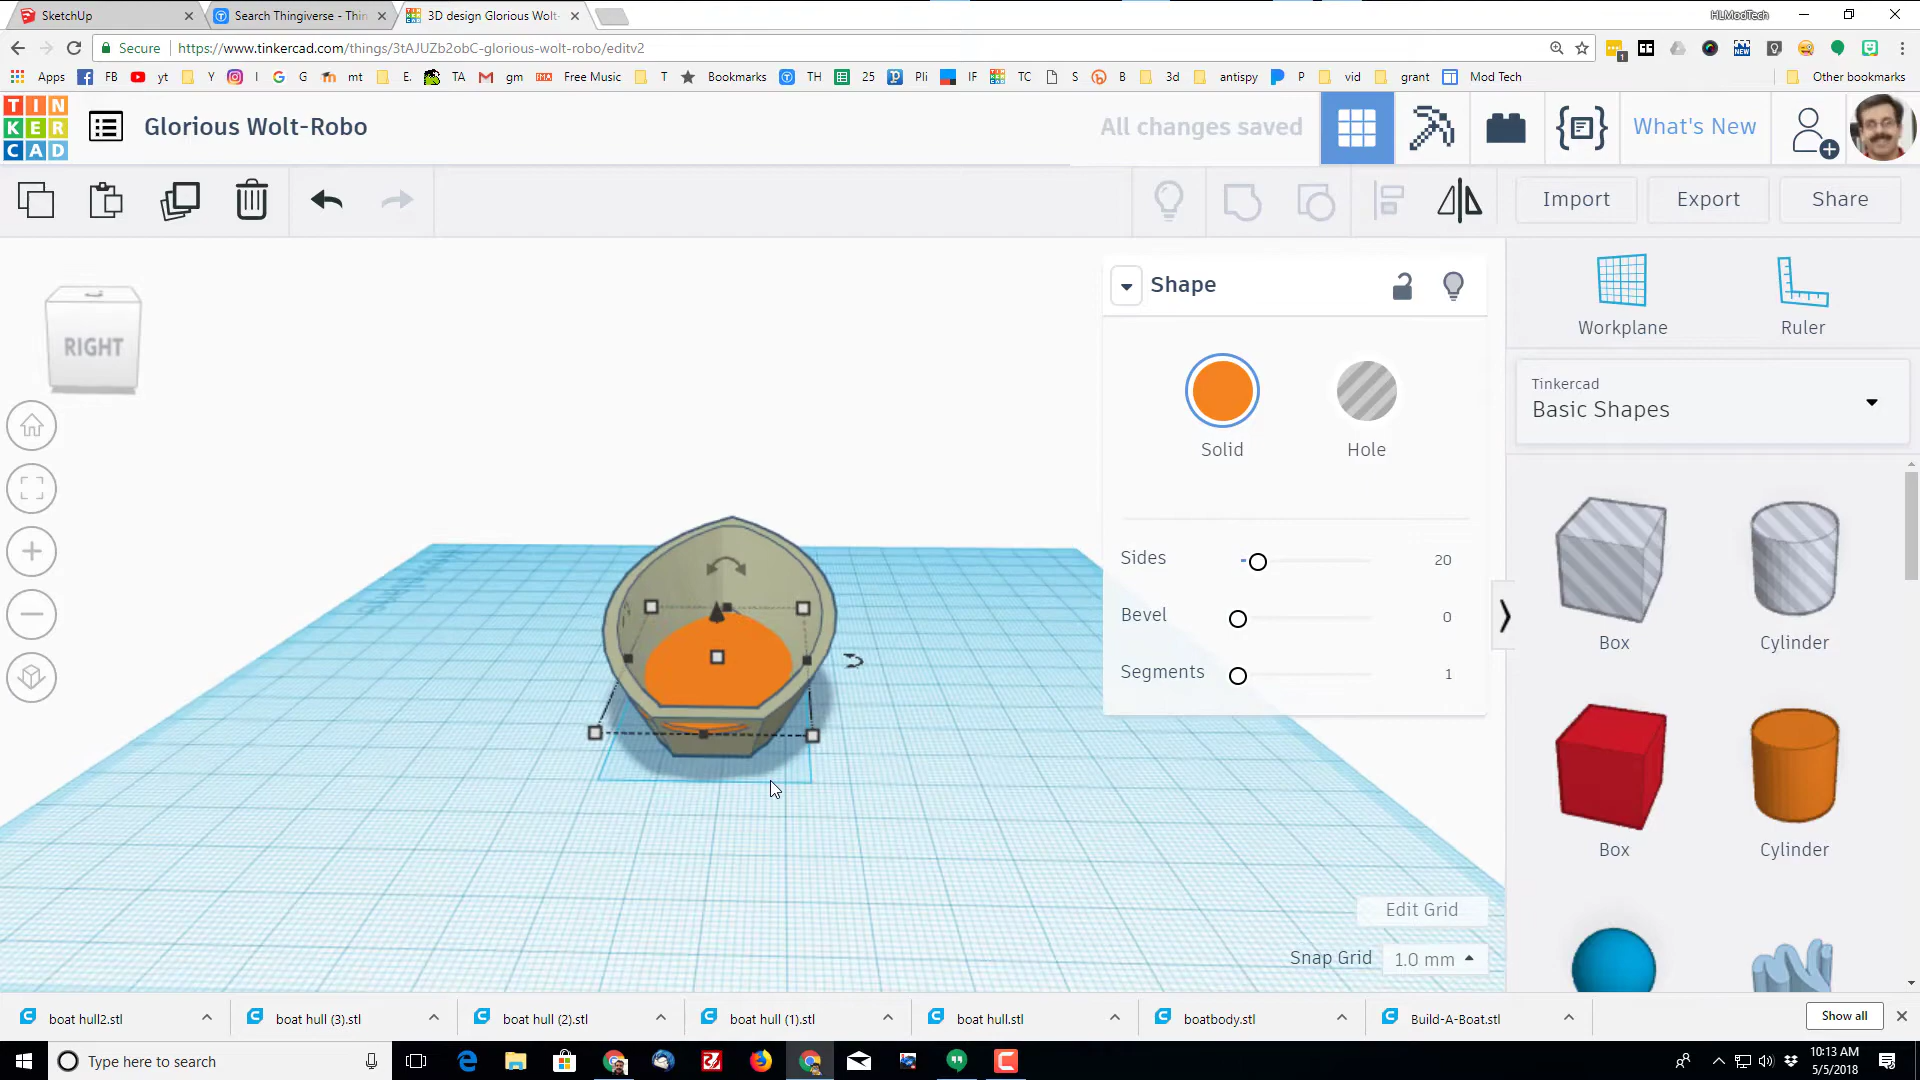 SketchUp
Search Thingiverse - Thin
3D design Glorious Wolt-
HLModTech
Secure https://www.tinkercad.com/things/3tAJUZb2obC-glorious-wolt-robo/editv2
Apps FB yt Y I G m mt E. TA gm Free Music T Bookmarks TH 25 Pli IF TC S B 3d antispy P vid grant Mod Tech Other bookmarks
TIN
KER
CAD
Glorious Wolt-Robo
All changes saved
What's New
Import
Export
Share
RIGHT
Shape
Solid
Hole
Sides 20
Bevel 0
Segments 1
Workplane
Ruler
Tinkercad
Basic Shapes
Box
Cylinder
Box
Cylinder
Edit Grid
Snap Grid 1.0 mm
boat hull2.stl
boat hull (3).stl
boat hull (2).stl
boat hull (1).stl
boat hull.stl
boatbody.stl
Build-A-Boat.stl
Show all
Type here to search
10:13 AM
5/5/2018